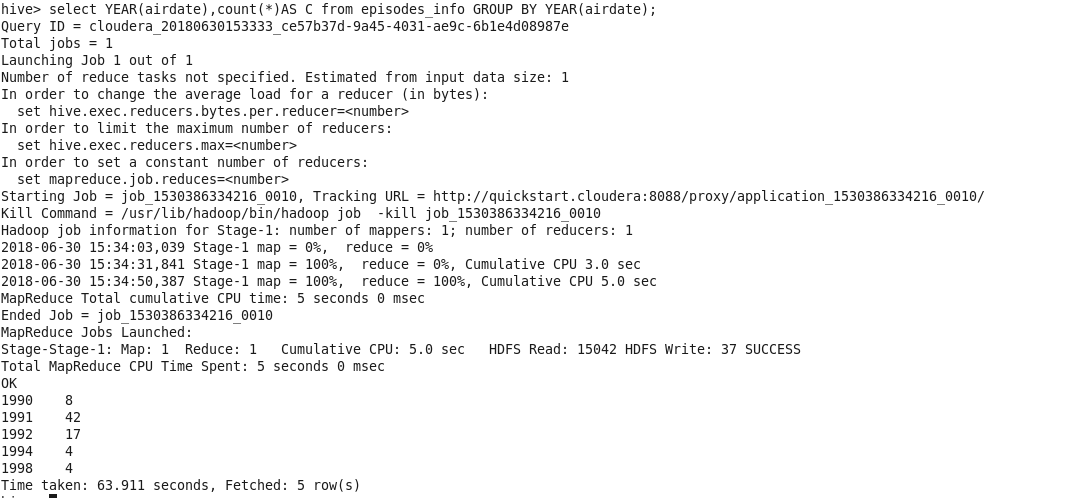 hive> select YEAR(airdate),count(*)AS C from episodes_info GROUP BY YEAR(airdate);
Query ID = cloudera_20180630153333_ce57b37d-9a45-4031-ae9c-6b1e4d08987e
Total jobs = 1
Launching Job 1 out of 1
Number of reduce tasks not specified. Estimated from input data size: 1
In order to change the average load for a reducer (in bytes):
  set hive.exec.reducers.bytes.per.reducer=<number>
In order to limit the maximum number of reducers:
  set hive.exec.reducers.max=<number>
In order to set a constant number of reducers:
  set mapreduce.job.reduces=<number>
Starting Job = job_1530386334216_0010, Tracking URL = http://quickstart.cloudera:8088/proxy/application_1530386334216_0010/
Kill Command = /usr/lib/hadoop/bin/hadoop job  -kill job_1530386334216_0010
Hadoop job information for Stage-1: number of mappers: 1; number of reducers: 1
2018-06-30 15:34:03,039 Stage-1 map = 0%,  reduce = 0%
2018-06-30 15:34:31,841 Stage-1 map = 100%,  reduce = 0%, Cumulative CPU 3.0 sec
2018-06-30 15:34:50,387 Stage-1 map = 100%,  reduce = 100%, Cumulative CPU 5.0 sec
MapReduce Total cumulative CPU time: 5 seconds 0 msec
Ended Job = job_1530386334216_0010
MapReduce Jobs Launched:
Stage-Stage-1: Map: 1  Reduce: 1   Cumulative CPU: 5.0 sec   HDFS Read: 15042 HDFS Write: 37 SUCCESS
Total MapReduce CPU Time Spent: 5 seconds 0 msec
OK
1990    8
1991    42
1992    17
1994    4
1998    4
Time taken: 63.911 seconds, Fetched: 5 row(s)